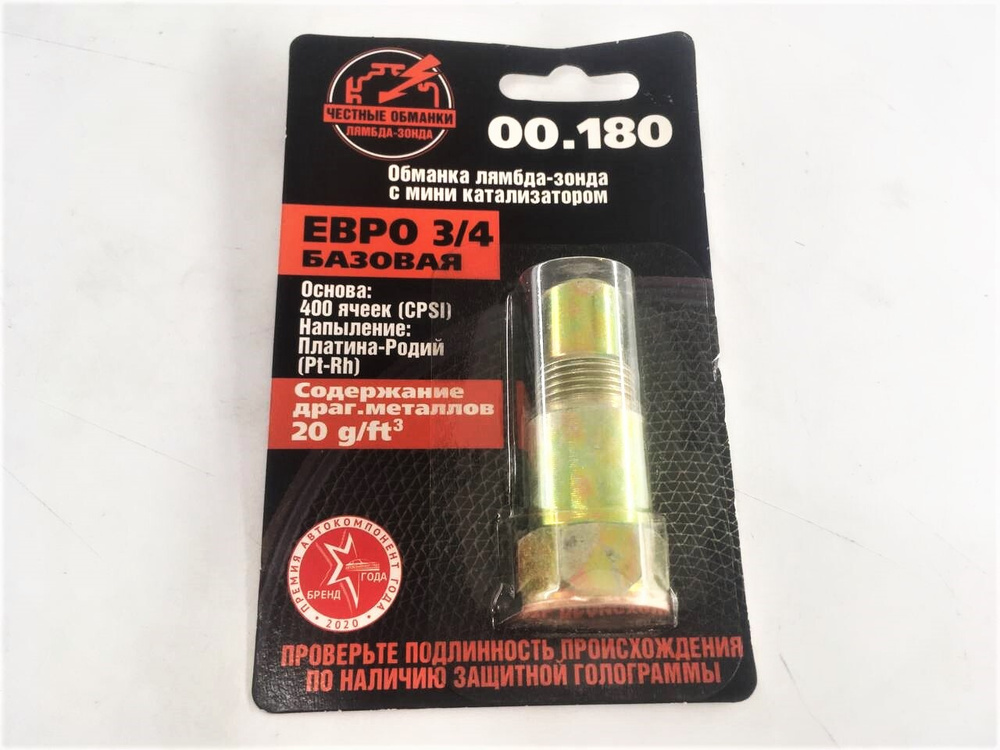 ЧЕСТНЫЕ ОБМАНКИ
ЛЯМБДА-ЗОНДА
00.180
Обманка лямбда-зонда
с мини катализатором
ЕВРО 3/4
БАЗОВАЯ
Основа:
400 ячеек (CPSI)
Напыление:
Платина-Родий
(Pt-Rh)
Содержание
драг.металлов
20 g/ft³
ПРЕМИЯ АВТОКОМПОНЕНТ ГОДА
БРЕНД ГОДА
• 2020 •
ПРОВЕРЬТЕ ПОДЛИННОСТЬ ПРОИСХОЖДЕНИЯ
ПО НАЛИЧИЮ ЗАЩИТНОЙ ГОЛОГРАММЫ